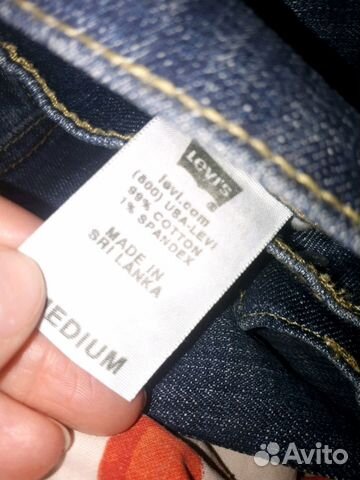 Levi's
levi.com
(800) USA-LEVI
99% COTTON
1% SPANDEX
MADE IN
SRI LANKA
EDIUM
Avito